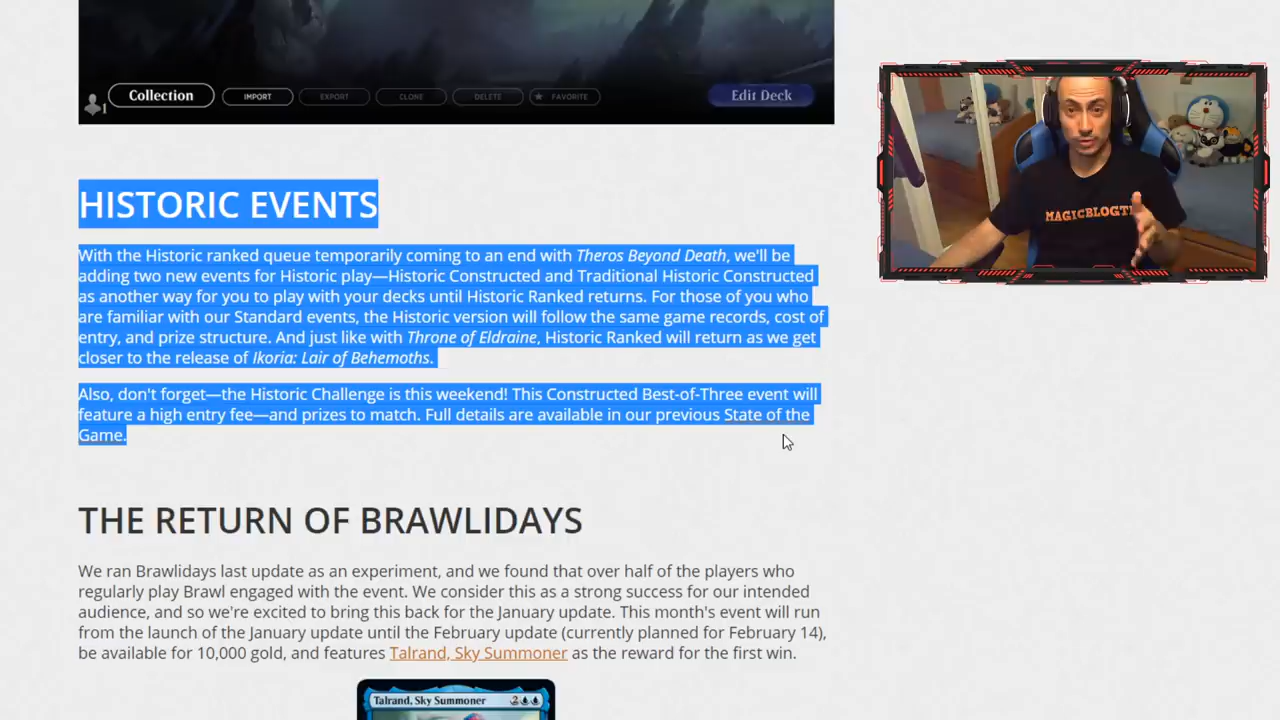 Collection
IMPORT
EXPORT
CLONE
DELETE
FAVORITE
Edit Deck
1
HISTORIC EVENTS
With the Historic ranked queue temporarily coming to an end with Theros Beyond Death, we'll be
adding two new events for Historic play—Historic Constructed and Traditional Historic Constructed
as another way for you to play with your decks until Historic Ranked returns. For those of you who
are familiar with our Standard events, the Historic version will follow the same game records, cost of
entry, and prize structure. And just like with Throne of Eldraine, Historic Ranked will return as we get
closer to the release of Ikoria: Lair of Behemoths.
Also, don't forget—the Historic Challenge is this weekend! This Constructed Best-of-Three event will
feature a high entry fee—and prizes to match. Full details are available in our previous State of the
Game.
THE RETURN OF BRAWLIDAYS
We ran Brawlidays last update as an experiment, and we found that over half of the players who
regularly play Brawl engaged with the event. We consider this as a strong success for our intended
audience, and so we're excited to bring this back for the January update. This month's event will run
from the launch of the January update until the February update (currently planned for February 14),
be available for 10,000 gold, and features Talrand, Sky Summoner as the reward for the first win.
Talrand, Sky Summoner 2